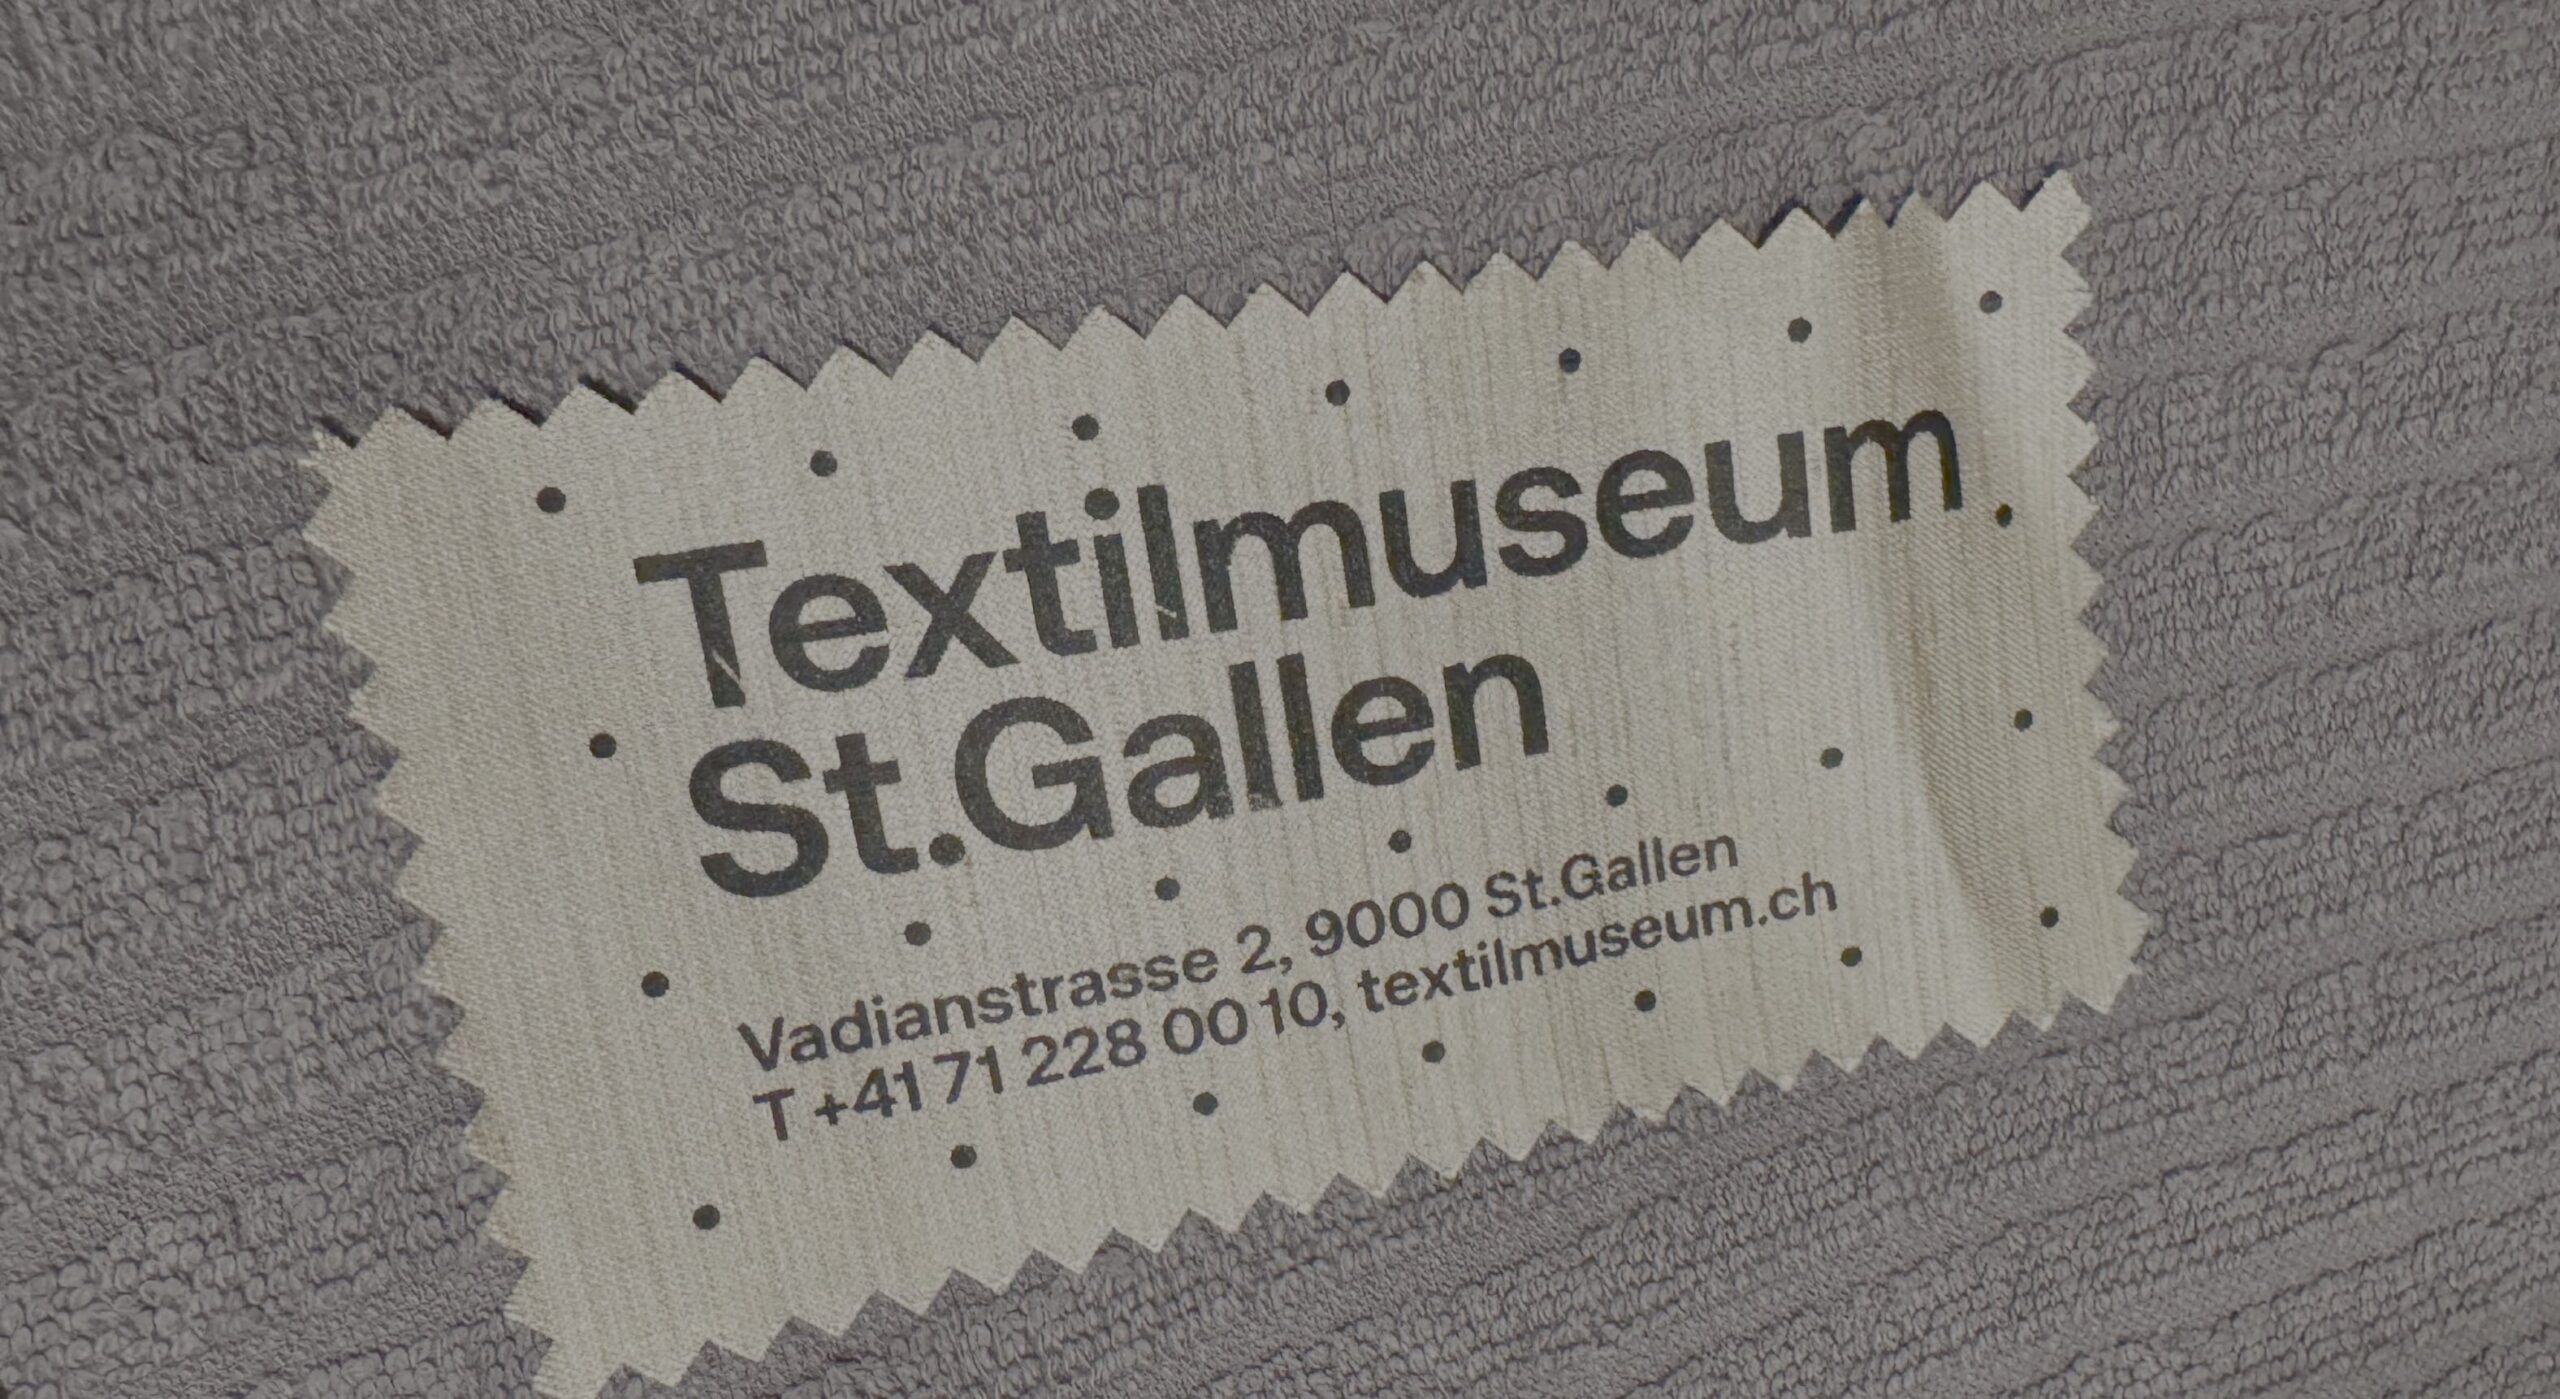 Textilmuseum
St.Gallen
Vadianstrasse 2, 9000 St.Gallen
T +41 71 228 00 10, textilmuseum.ch